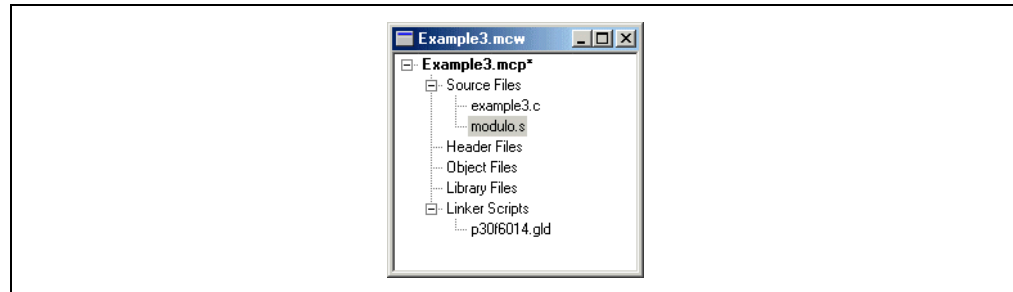 Example3.mcw
Example3.mcp*
Source Files
example3.c
modulo.s
Header Files
Object Files
Library Files
Linker Scripts
p30f6014.gld